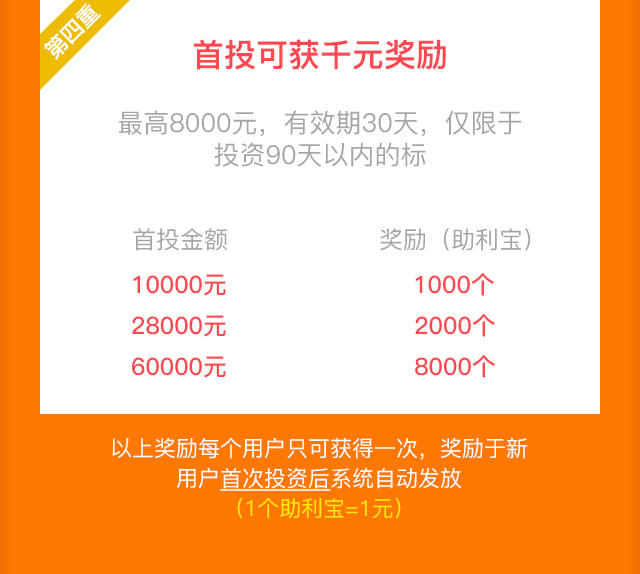 第四重
首投可获千元奖励
最高8000元，有效期30天，仅限于
投资90天以内的标
首投金额 奖励（助利宝）
10000元 1000个
28000元 2000个
60000元 8000个
以上奖励每个用户只可获得一次，奖励于新
用户首次投资后系统自动发放
（1个助利宝=1元）